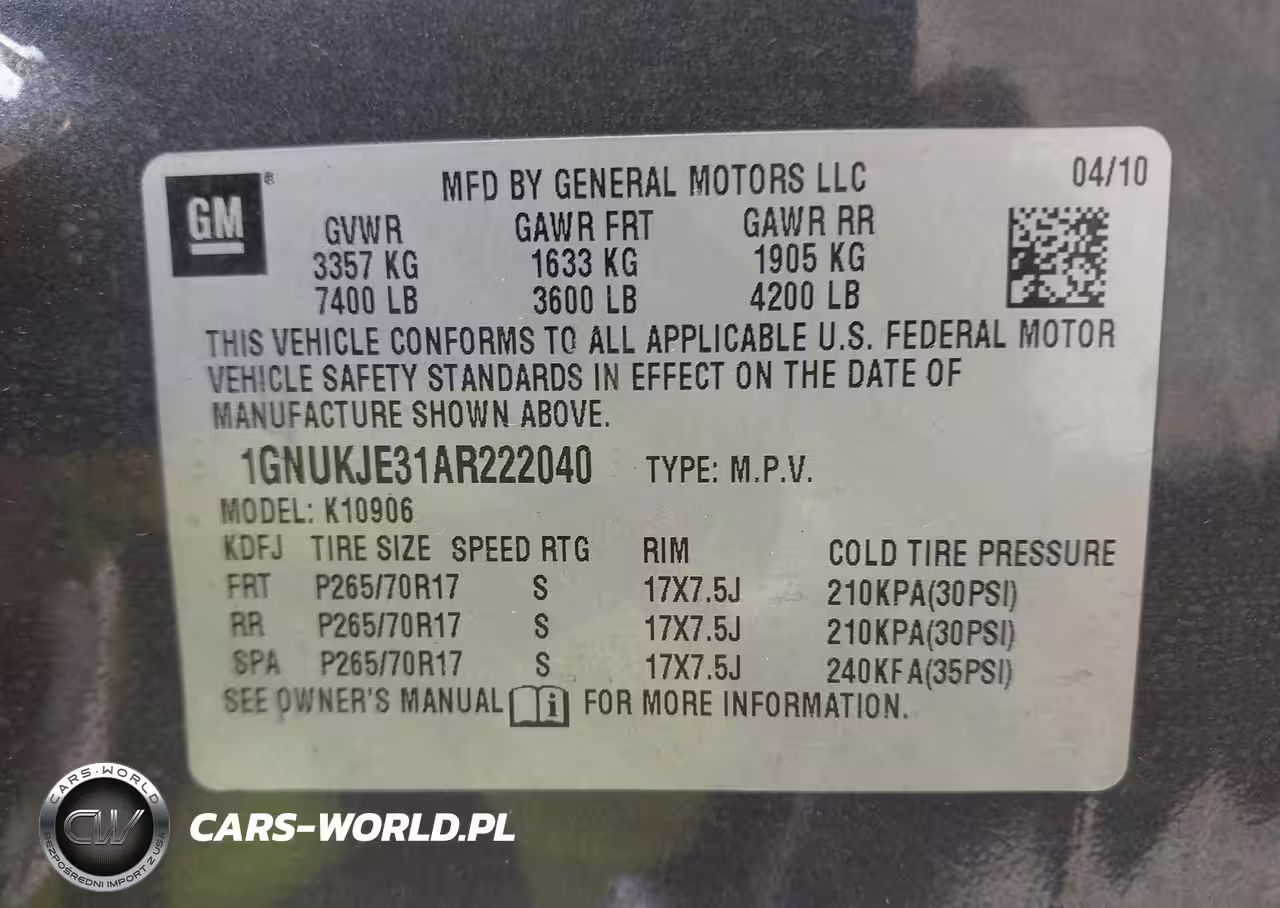 GM ®
MFD BY GENERAL MOTORS LLC 04/10
GVWR GAWR FRT GAWR RR
3357 KG 1633 KG 1905 KG
7400 LB 3600 LB 4200 LB
THIS VEHICLE CONFORMS TO ALL APPLICABLE U.S. FEDERAL MOTOR
VEHICLE SAFETY STANDARDS IN EFFECT ON THE DATE OF
MANUFACTURE SHOWN ABOVE.
1GNUKJE31AR222040 TYPE: M.P.V.
MODEL: K10906
KDFJ TIRE SIZE SPEED RTG RIM COLD TIRE PRESSURE
FRT P265/70R17 S 17X7.5J 210KPA(30PSI)
RR P265/70R17 S 17X7.5J 210KPA(30PSI)
SPA P265/70R17 S 17X7.5J 240KPA(35PSI)
SEE OWNER'S MANUAL i FOR MORE INFORMATION.
CARS-WORLD
CW
BEZPOŚREDNI IMPORT Z USA
CARS-WORLD.PL